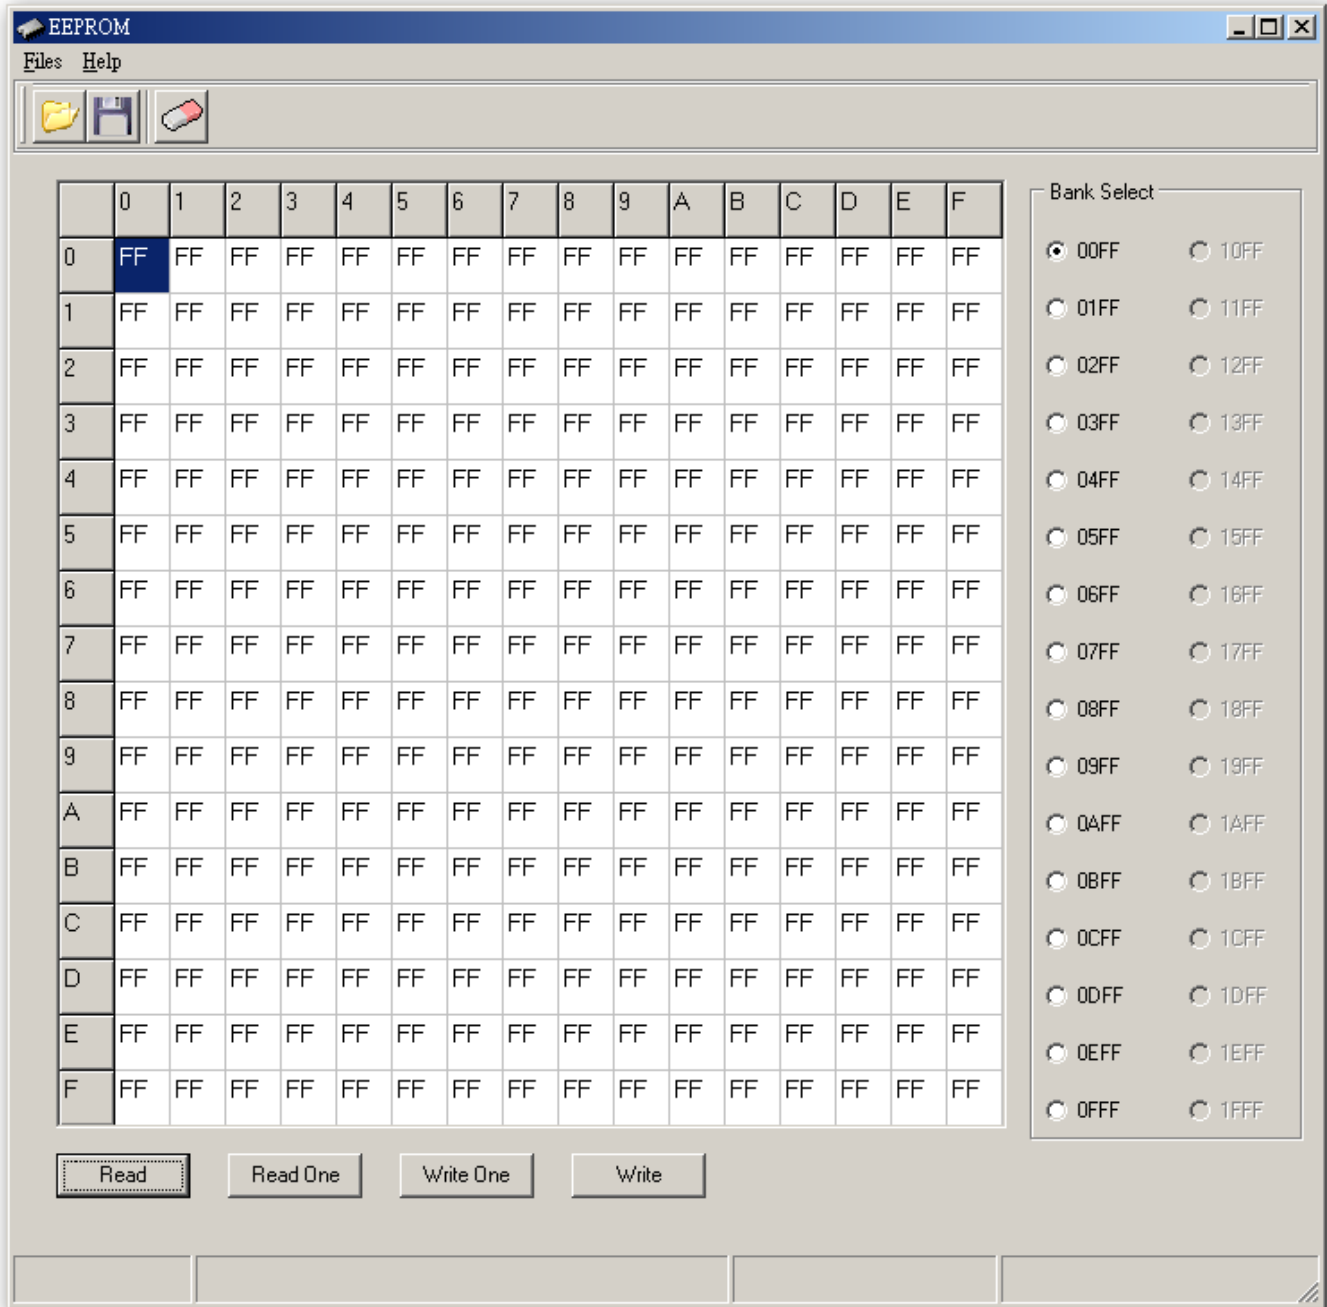 EEPROM
Files Help
0 1 2 3 4 5 6 7 8 9 A B C D E F
0 FF FF FF FF FF FF FF FF FF FF FF FF FF FF FF FF
1 FF FF FF FF FF FF FF FF FF FF FF FF FF FF FF FF
2 FF FF FF FF FF FF FF FF FF FF FF FF FF FF FF FF
3 FF FF FF FF FF FF FF FF FF FF FF FF FF FF FF FF
4 FF FF FF FF FF FF FF FF FF FF FF FF FF FF FF FF
5 FF FF FF FF FF FF FF FF FF FF FF FF FF FF FF FF
6 FF FF FF FF FF FF FF FF FF FF FF FF FF FF FF FF
7 FF FF FF FF FF FF FF FF FF FF FF FF FF FF FF FF
8 FF FF FF FF FF FF FF FF FF FF FF FF FF FF FF FF
9 FF FF FF FF FF FF FF FF FF FF FF FF FF FF FF FF
A FF FF FF FF FF FF FF FF FF FF FF FF FF FF FF FF
B FF FF FF FF FF FF FF FF FF FF FF FF FF FF FF FF
C FF FF FF FF FF FF FF FF FF FF FF FF FF FF FF FF
D FF FF FF FF FF FF FF FF FF FF FF FF FF FF FF FF
E FF FF FF FF FF FF FF FF FF FF FF FF FF FF FF FF
F FF FF FF FF FF FF FF FF FF FF FF FF FF FF FF FF
Bank Select
00FF 10FF
01FF 11FF
02FF 12FF
03FF 13FF
04FF 14FF
05FF 15FF
06FF 16FF
07FF 17FF
08FF 18FF
09FF 19FF
0AFF 1AFF
0BFF 1BFF
0CFF 1CFF
0DFF 1DFF
0EFF 1EFF
0FFF 1FFF
Read Read One Write One Write